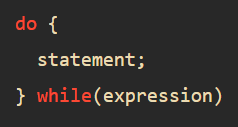 do {
  statement;
} while(expression)